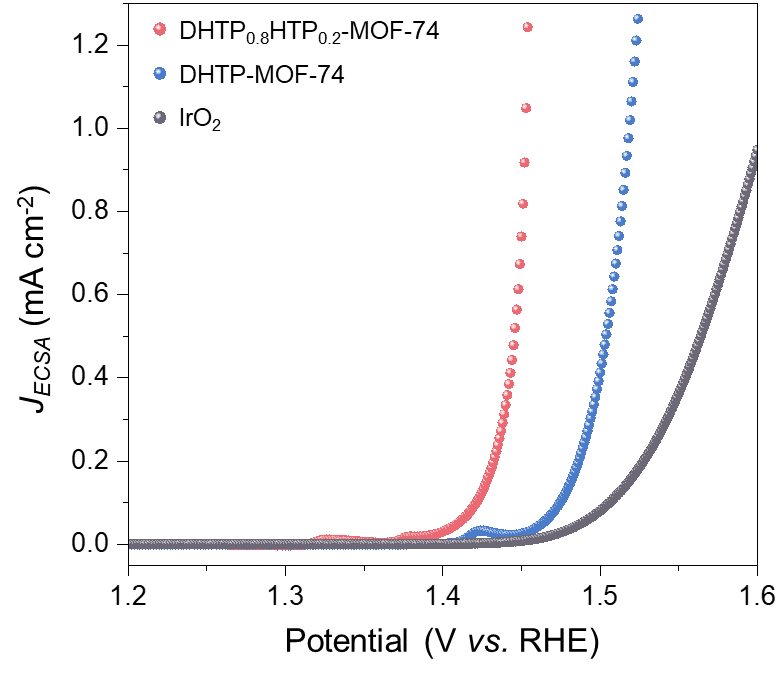 DHTP0.8HTP0.2-MOF-74
DHTP-MOF-74
IrO2
1.2
1.0
0.8
0.6
0.4
0.2
0.0
JECSA (mA cm-2)
1.2 1.3 1.4 1.5 1.6
Potential (V vs. RHE)